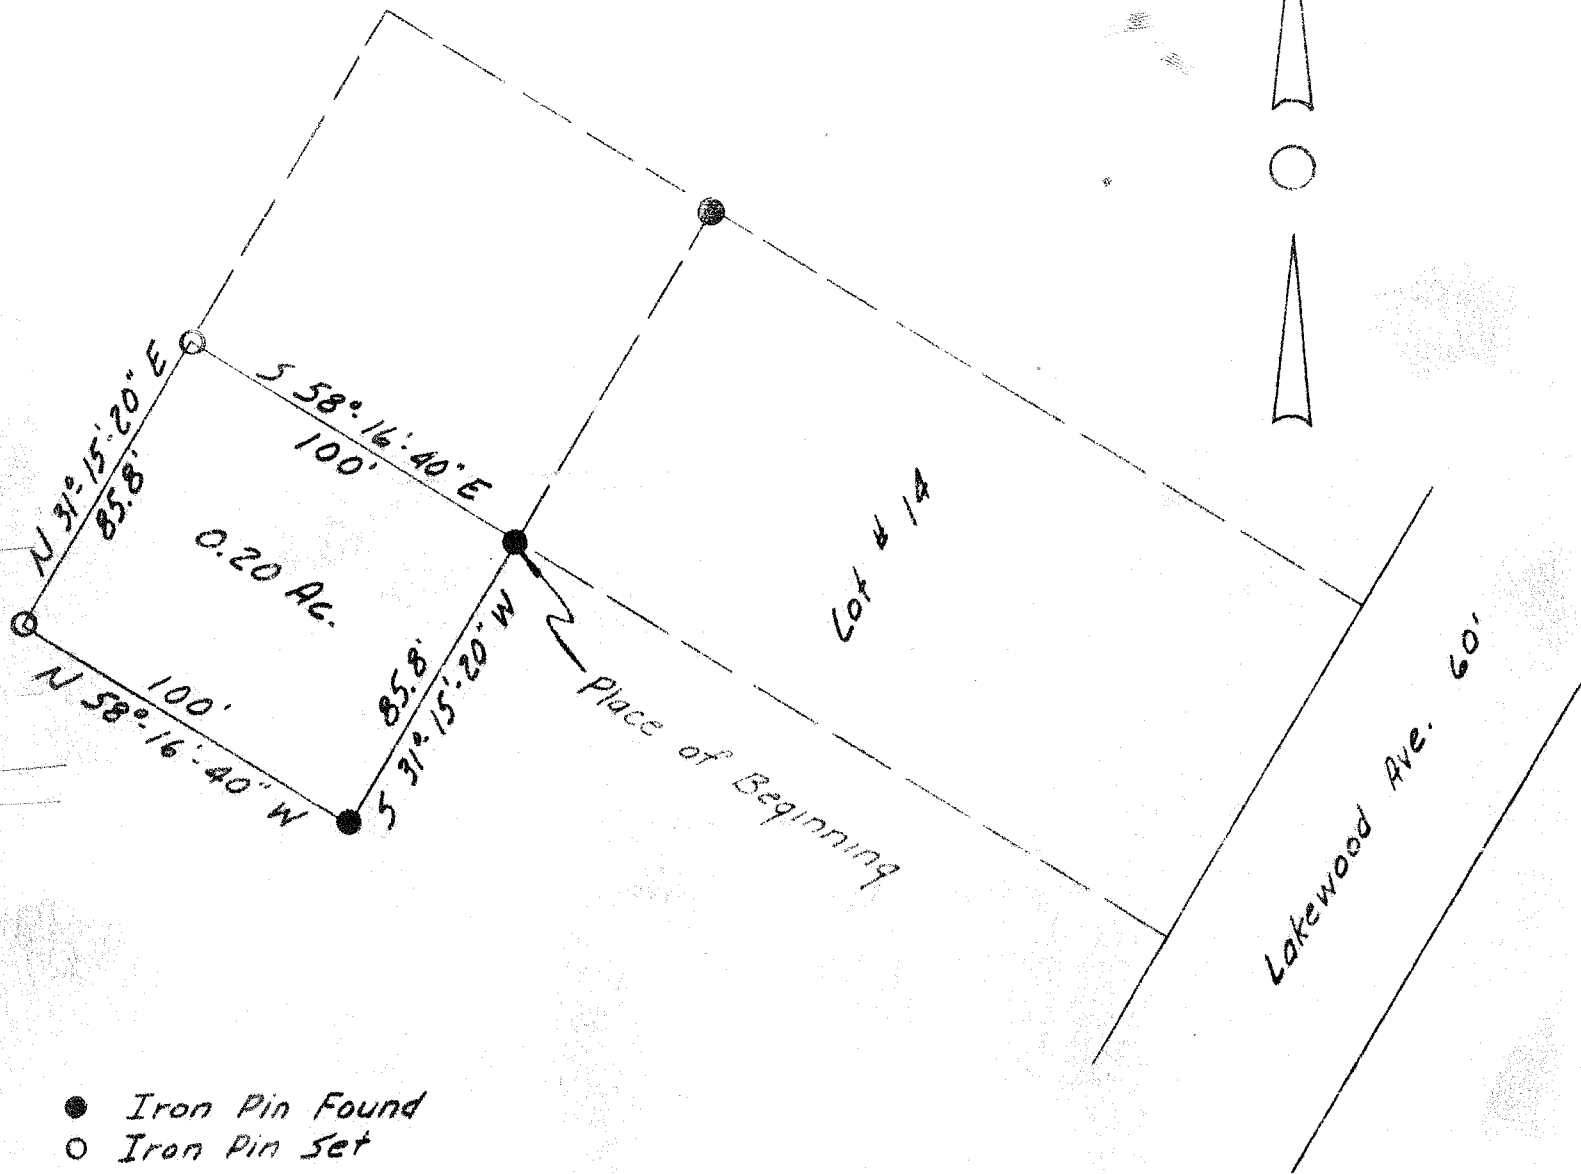 N 31°-15'-20" E
85.8'
S 58°-16'-40" E
100'
0.20 Ac.
100'
N 58°-16'-40" W
85.8'
S 31°-15'-20" W
Place of Beginning
Lot # 14
Lakewood Ave. 60'
Iron Pin Found
Iron Pin Set